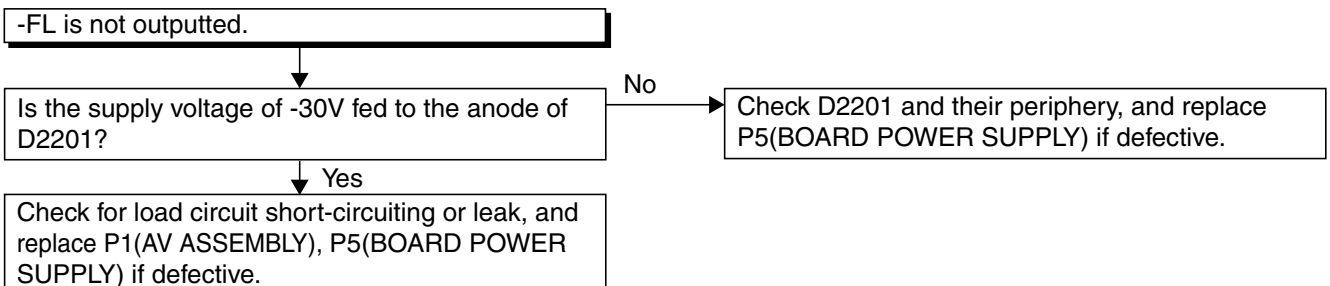 -FL is not outputted.
Is the supply voltage of -30V fed to the anode of
D2201?
No
Check D2201 and their periphery, and replace
P5(BOARD POWER SUPPLY) if defective.
Yes
Check for load circuit short-circuiting or leak, and
replace P1(AV ASSEMBLY), P5(BOARD POWER
SUPPLY) if defective.